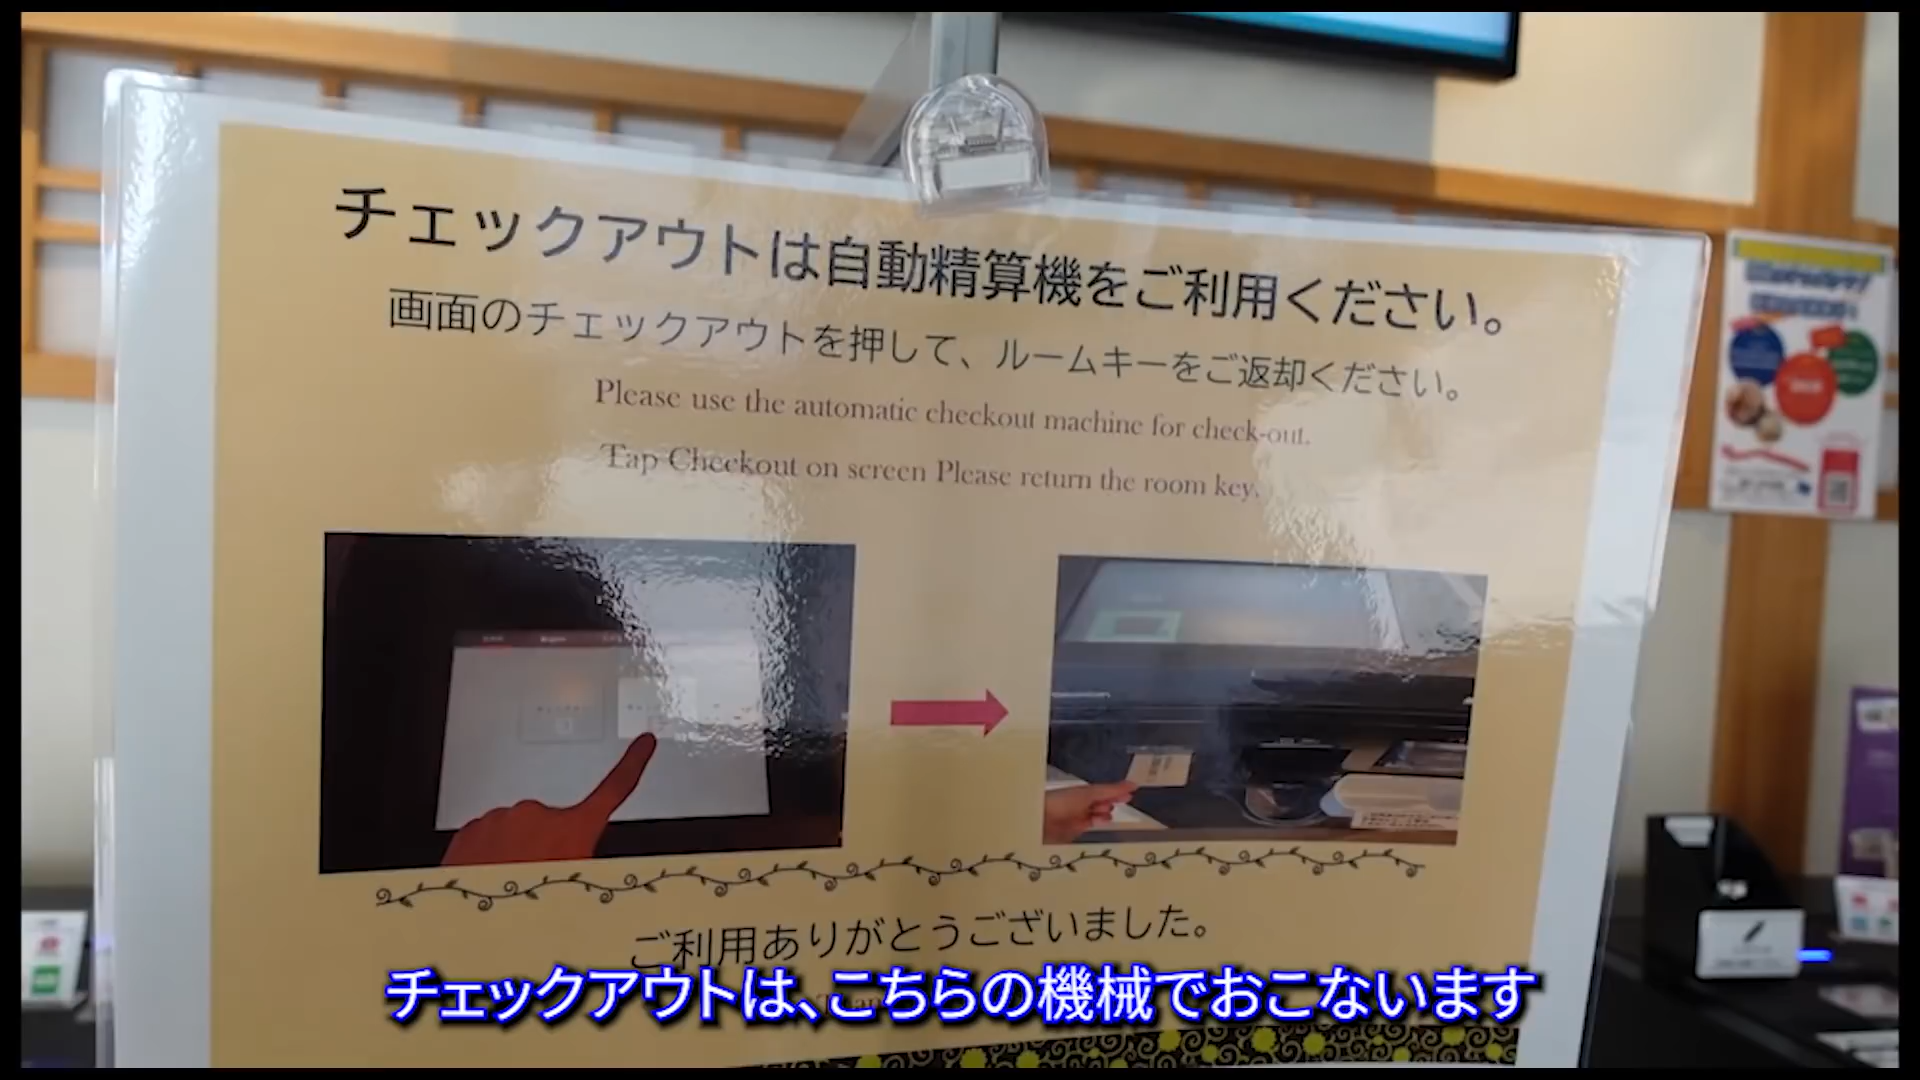 チェックアウトは自動精算機をご利用ください。
画面のチェックアウトを押して、ルームキーをご返却ください。
Please use the automatic checkout machine for check-out.
Tap Checkout on screen Please return the room key.
ご利用ありがとうございました。
チェックアウトは、こちらの機械でおこないます